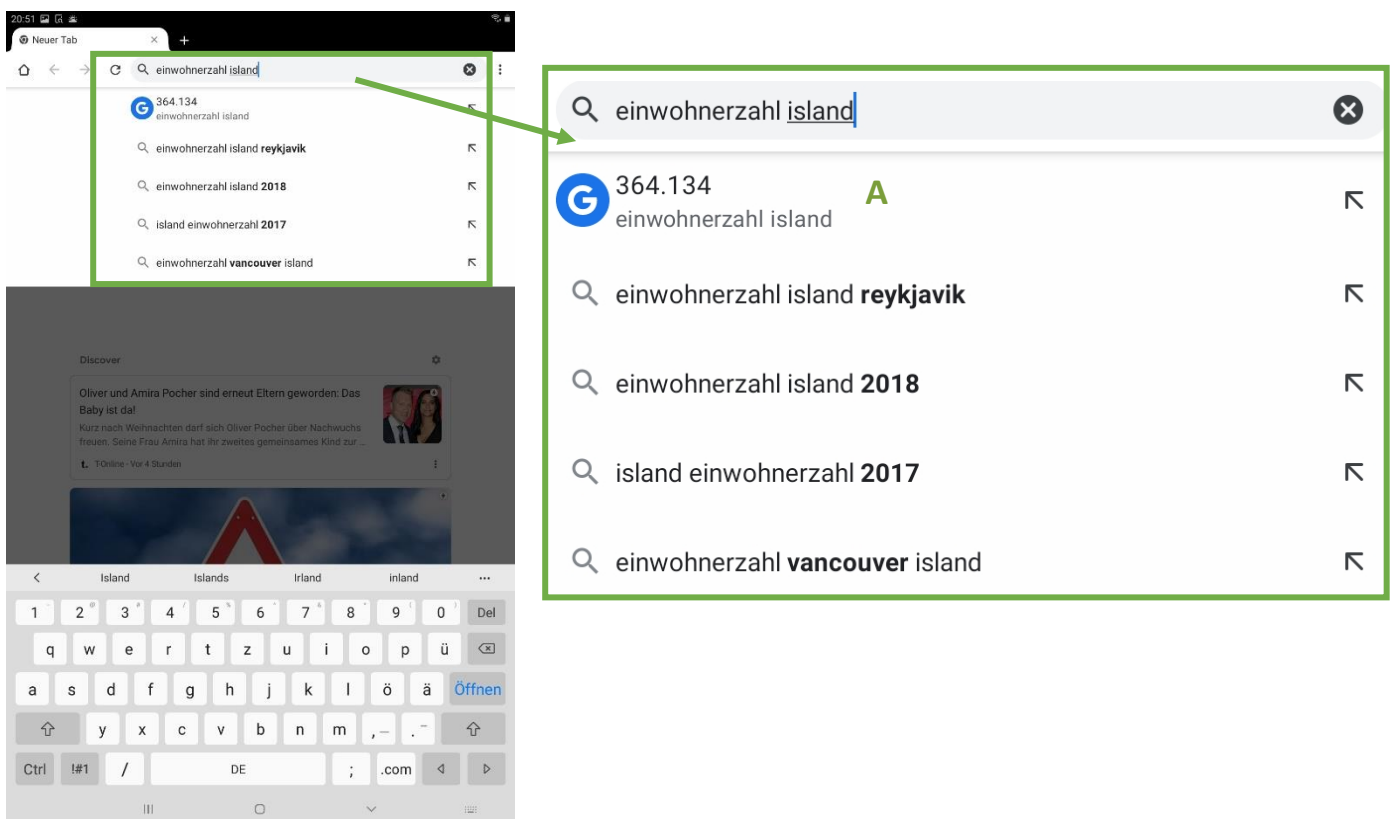 20:51
Neuer Tab
einwohnerzahl island
364.134
einwohnerzahl island
einwohnerzahl island reykjavik
einwohnerzahl island 2018
island einwohnerzahl 2017
einwohnerzahl vancouver island
Discover
Oliver und Amira Pocher sind erneut Eltern geworden: Das
Baby ist da!
Kurz nach Weihnachten darf sich Oliver Pocher über Nachwuchs
freuen. Seine Frau Amira hat ihr zweites gemeinsames Kind zur ...
t. T-Online - Vor 4 Stunden
Island Islands Irland inland ...
1 2 @ 3 # 4 / 5 % 6 7 & 8 9 ( 0 ) Del
q w e r t z u i o p ü
a s d f g h j k l ö ä Öffnen
y x c v b n m , – . –
Ctrl !#1 / DE ; .com
einwohnerzahl island
364.134 A
einwohnerzahl island
einwohnerzahl island reykjavik
einwohnerzahl island 2018
island einwohnerzahl 2017
einwohnerzahl vancouver island